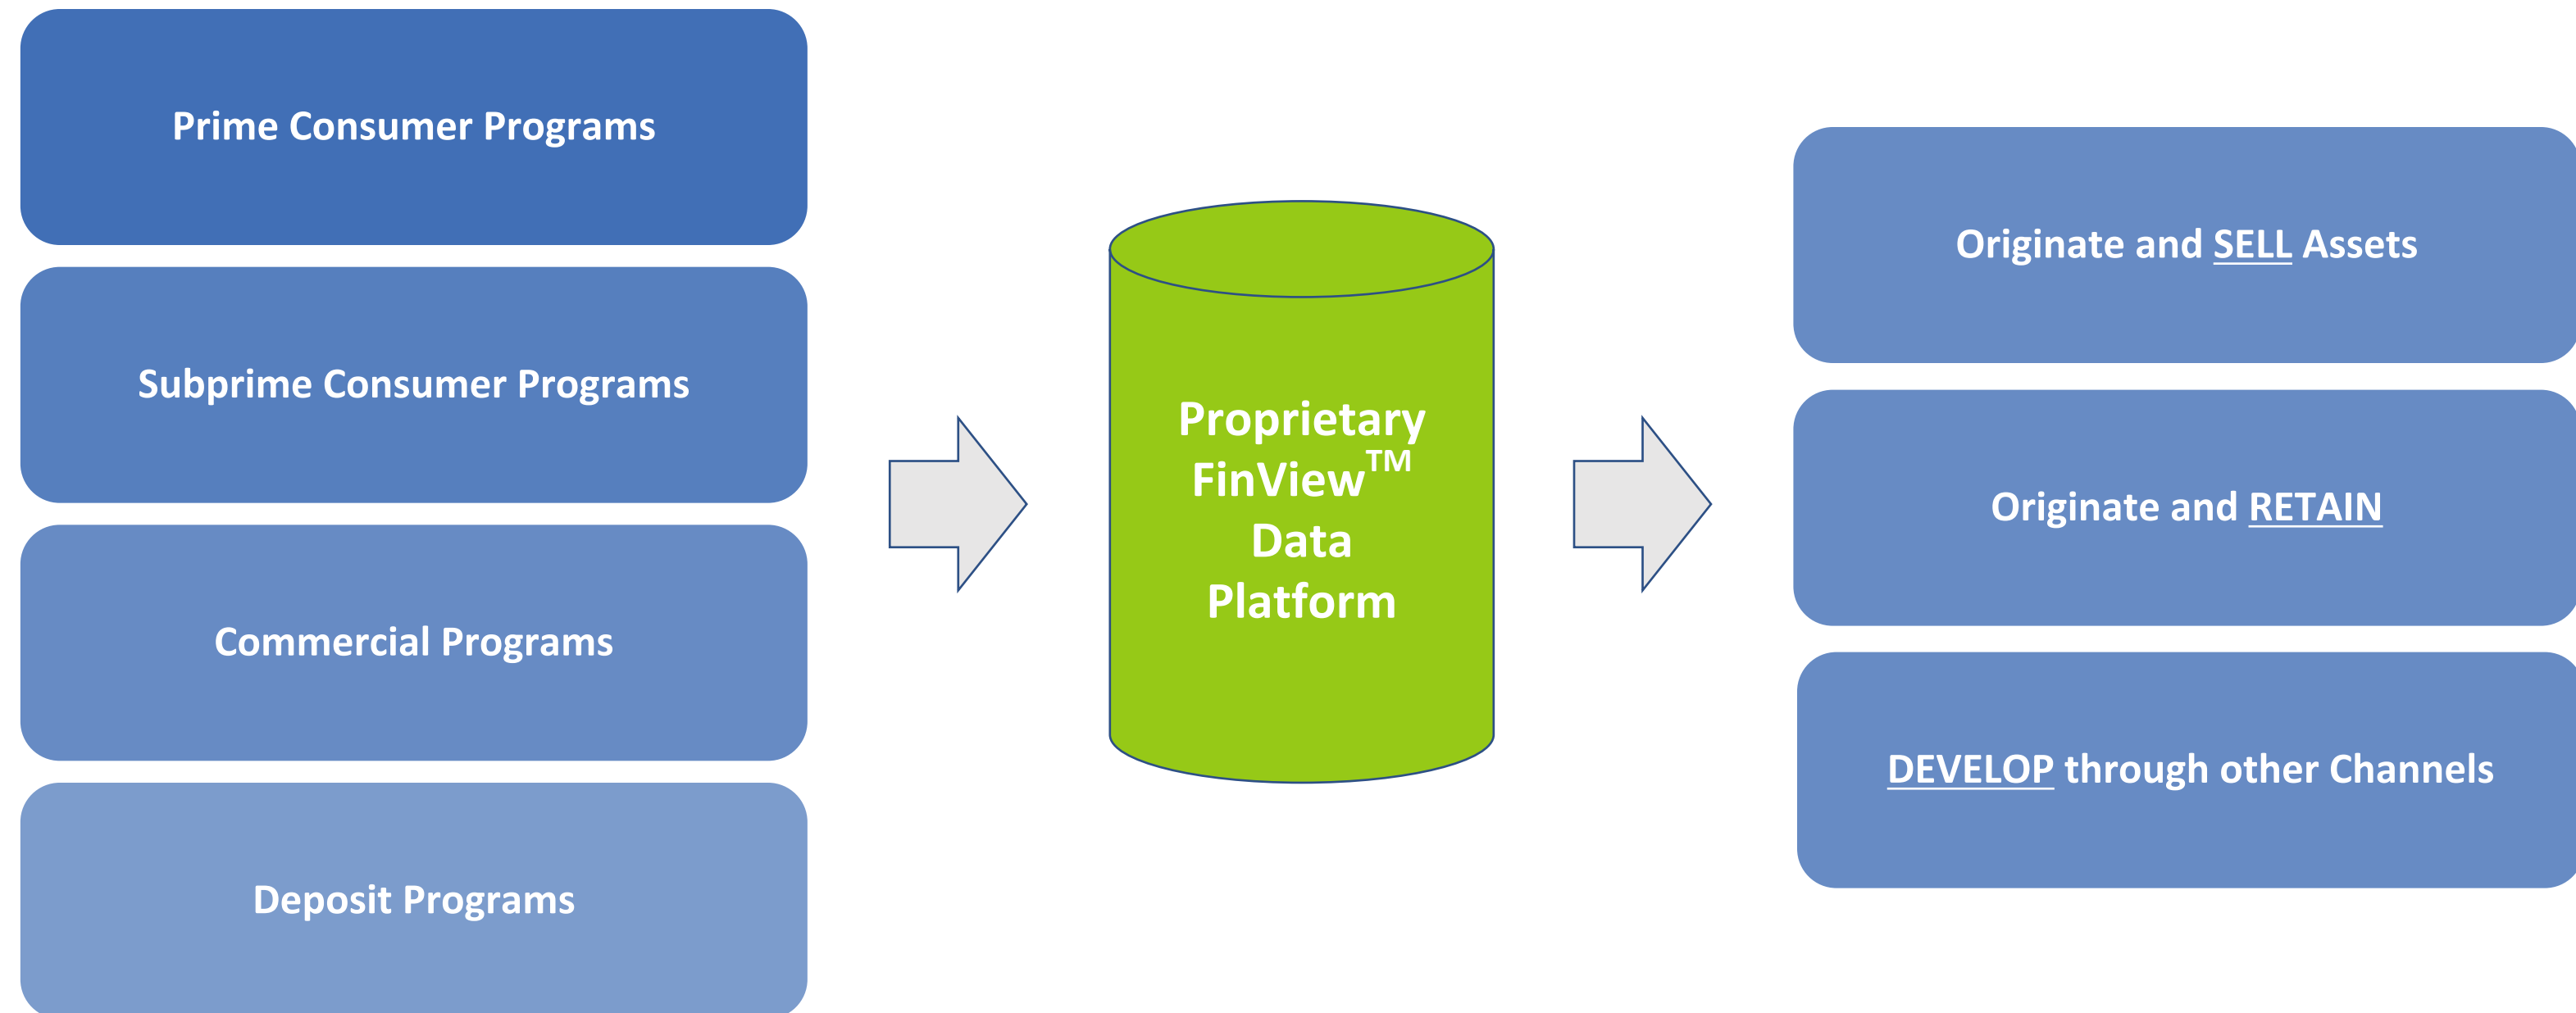 Prime Consumer Programs
Subprime Consumer Programs
Commercial Programs
Deposit Programs
Proprietary
FinView™
Data
Platform
Originate and SELL Assets
Originate and RETAIN
DEVELOP through other Channels